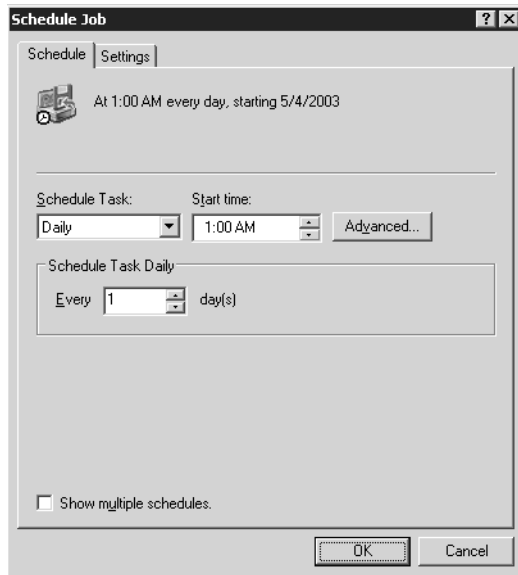 Schedule Job
Schedule Settings
At 1:00 AM every day, starting 5/4/2003
Schedule Task: Start time:
Daily 1:00 AM Advanced...
Schedule Task Daily
Every 1 day(s)
Show multiple schedules.
OK Cancel